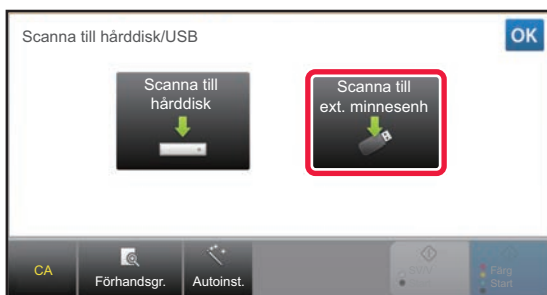 Scanna till hårddisk/USB
OK
Scanna till
hårddisk
Scanna till
ext. minnesenh
CA
Förhandsgr.
Autoinst.
Färg
Start